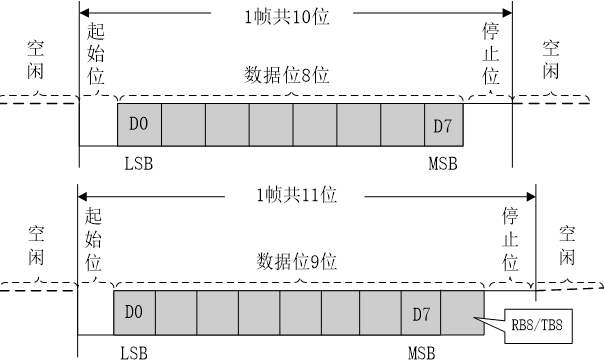 1帧共10位
空闲
起始位
数据位8位
停止位
空闲
D0
D7
LSB
MSB
1帧共11位
空闲
起始位
数据位9位
停止位
空闲
D0
D7
RB8/TB8
LSB
MSB